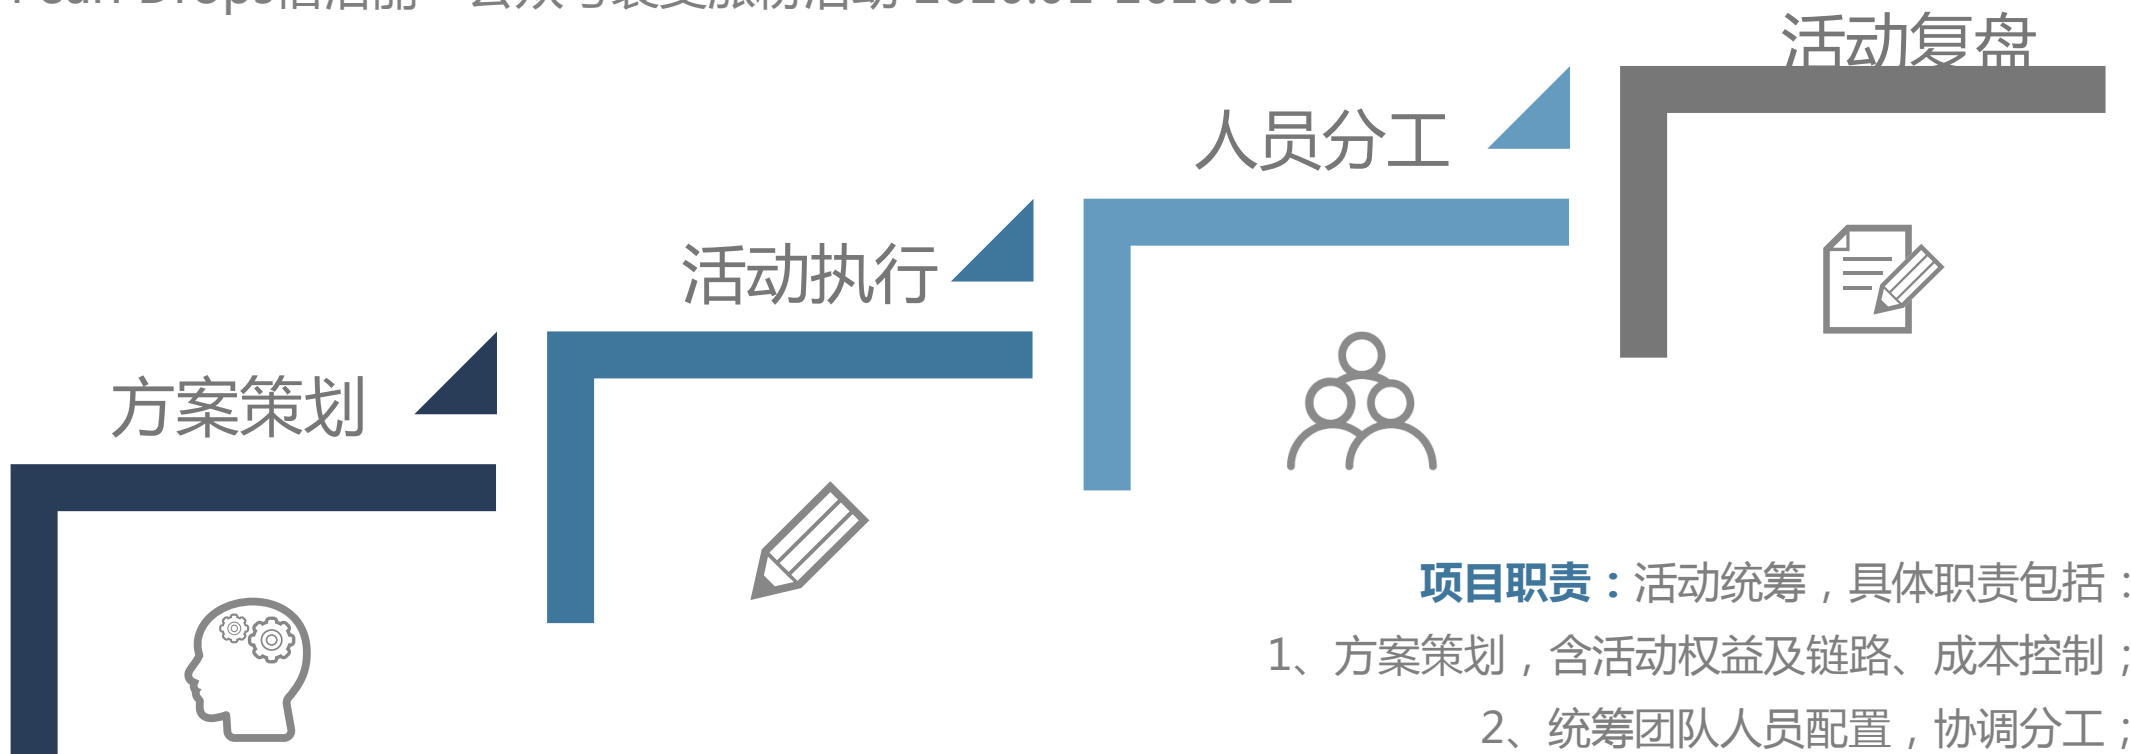 活动复盘
人员分工
活动执行
方案策划
项目职责：活动统筹，具体职责包括：
1、方案策划，含活动权益及链路、成本控制；
2、统筹团队人员配置，协调分工；